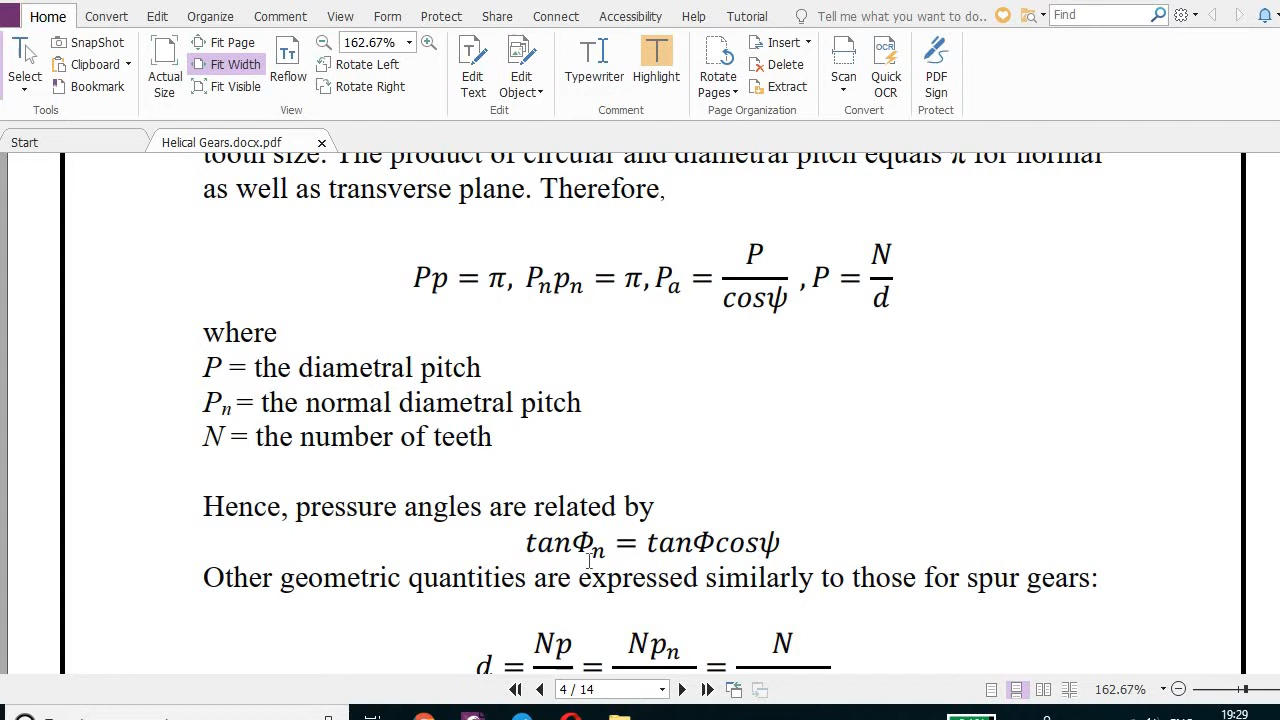 Home Convert Edit Organize Comment View Form Protect Share Connect Accessibility Help Tutorial Tell me what you want to do.. Find
Select
Tools
SnapShot
Clipboard
Bookmark
Actual Size
Fit Page
Fit Width
Fit Visible
Reflow
162.67%
Rotate Left
Rotate Right
View
Edit Text
Edit Object
Edit
Typewriter
Highlight
Comment
Rotate Pages
Insert
Delete
Extract
Page Organization
Scan
Quick OCR
Convert
PDF Sign
Protect
Start Helical Gears.docx.pdf x
tooth size. The product of circular and diametral pitch equals π for normal
as well as transverse plane. Therefore,
Pp = π, Pₙpₙ = π, Pₐ = P/cosψ , P = N/d
where
P = the diametral pitch
Pₙ = the normal diametral pitch
N = the number of teeth
Hence, pressure angles are related by
tanΦₙ = tanΦcosψ
Other geometric quantities are expressed similarly to those for spur gears:
d = Np = Npₙ = N
4 / 14 162.67%
19:29